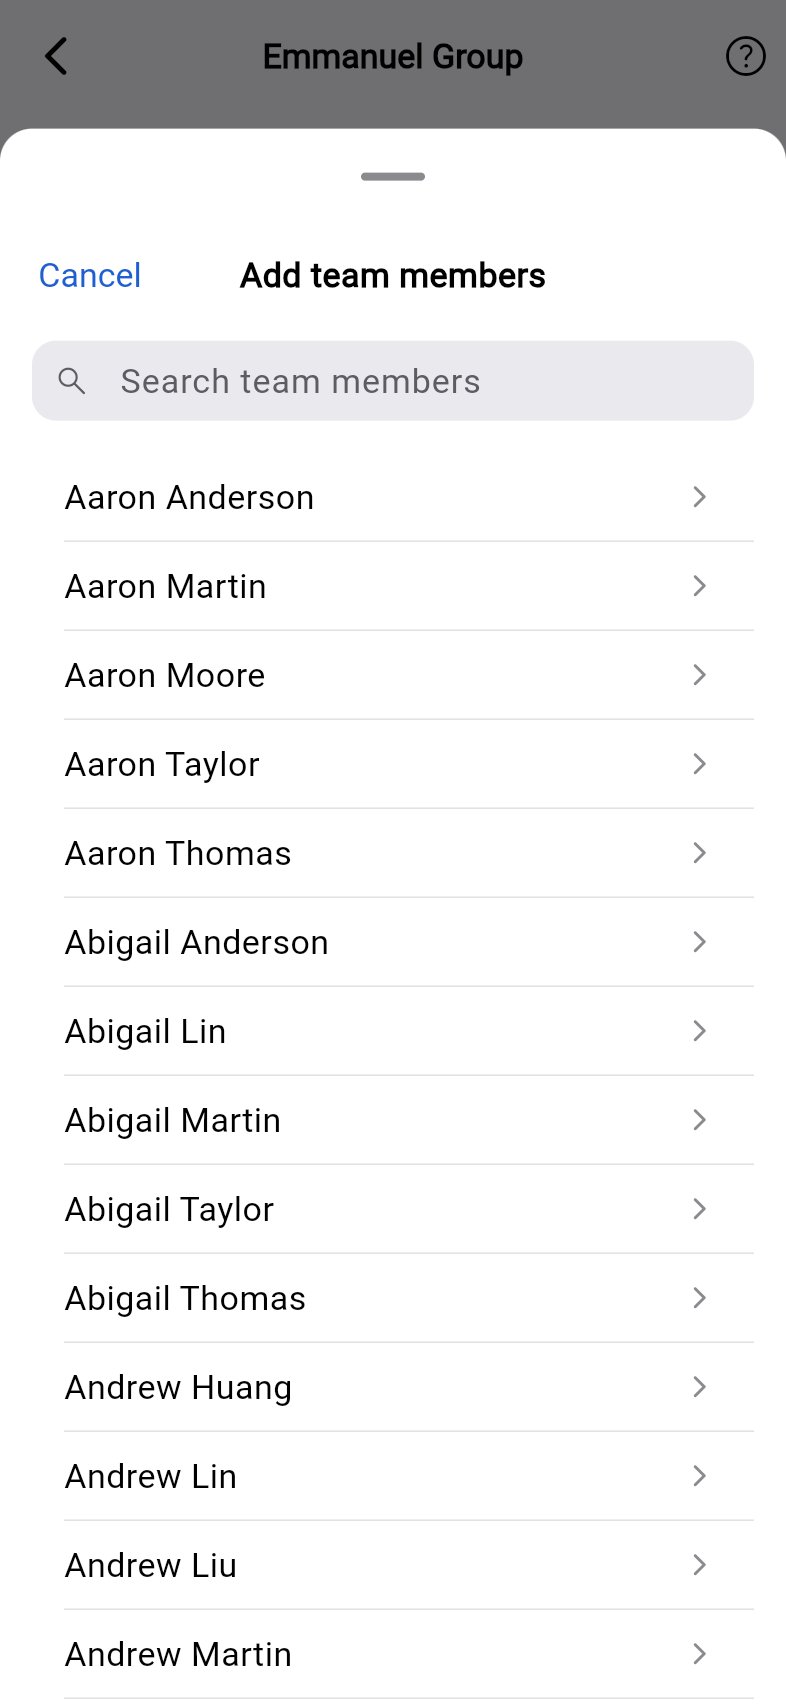 Emmanuel Group
Cancel Add team members
Search team members
Aaron Anderson
Aaron Martin
Aaron Moore
Aaron Taylor
Aaron Thomas
Abigail Anderson
Abigail Lin
Abigail Martin
Abigail Taylor
Abigail Thomas
Andrew Huang
Andrew Lin
Andrew Liu
Andrew Martin